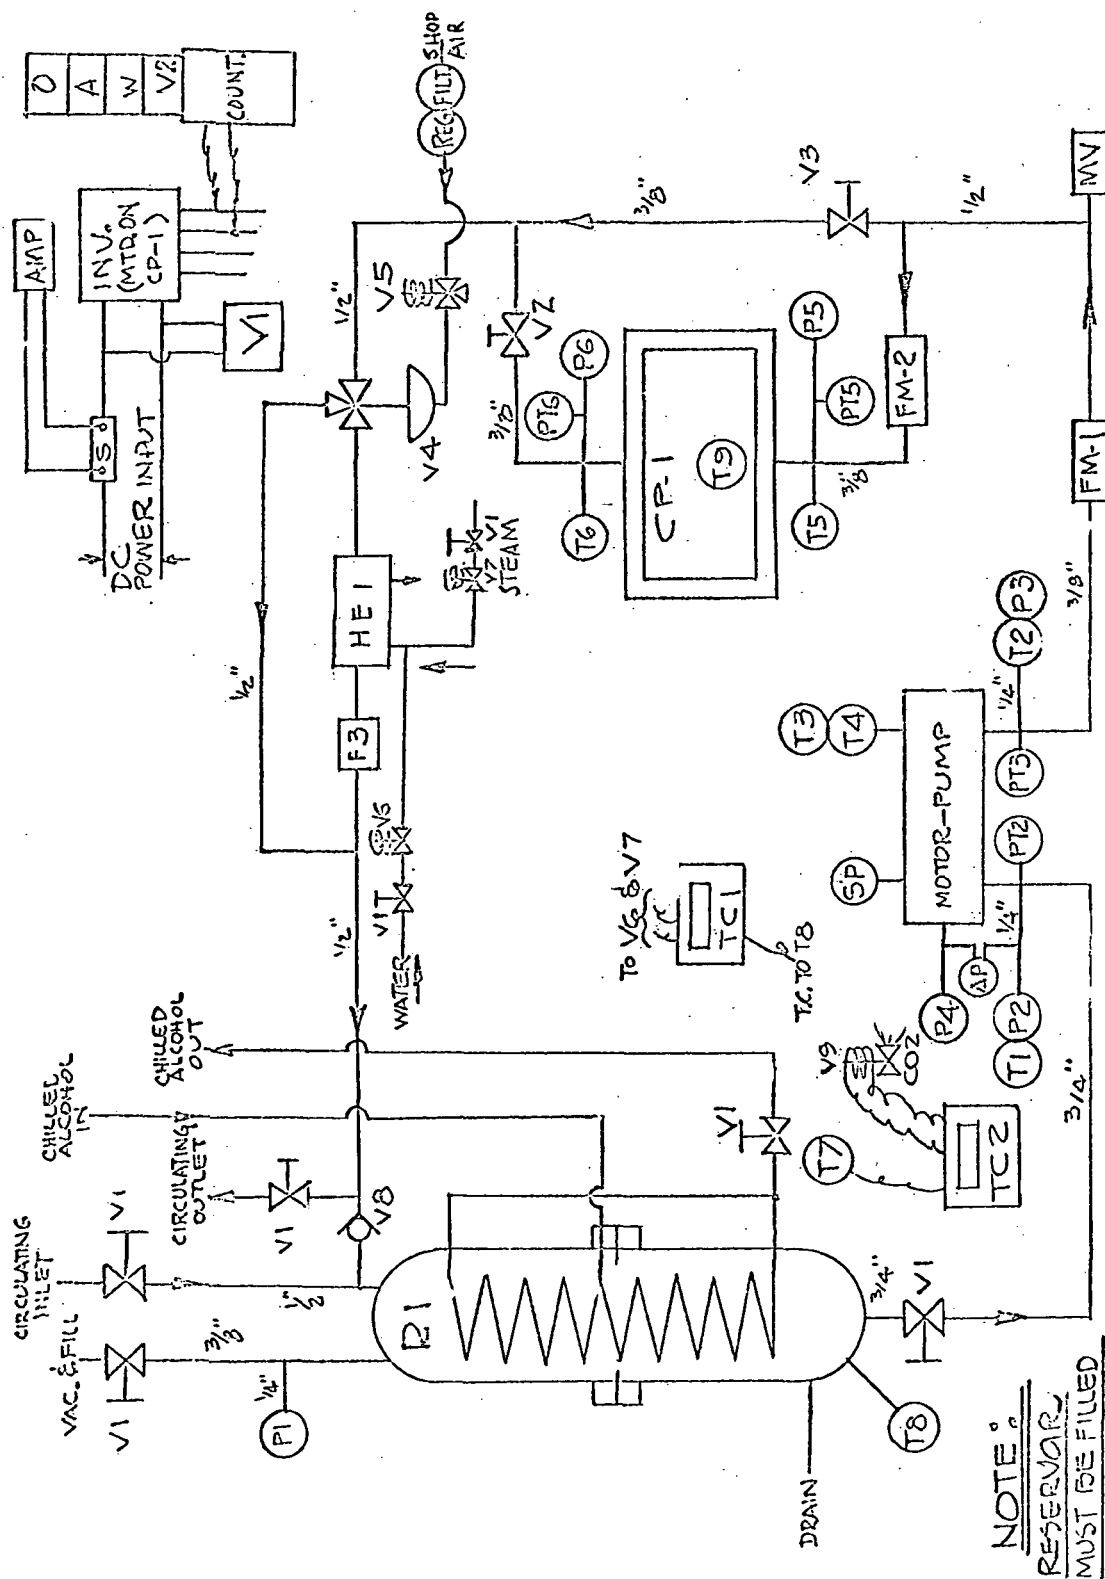 O
A
W
V2
COUNT.
AMP
INV.
(MTRON
CP-1)
V1
S
DC
POWER INPUT
SHOP
AIR
FILT
REG
1/2"
V5
3/8"
V3
1/2"
MV
V4
V2
3/8"
PT6
P6
T6
CP-1
T9
P5
PT5
T5
3/8"
FM-2
FM-1
3/8"
HE1
V7
V1
STEAM
F3
1/2"
V1
WATER
1/2"
TO V6 & V7
TC1
T.C. TO T8
T3
T4
SP
MOTOR-PUMP
T2
P3
1/4"
PT3
PT2
1/4"
ΔP
P4
P2
T1
3/4"
CHILLED
ALCOHOL
OUT
CHILLED
ALCOHOL
IN
CIRCULATING
OUTLET
V1
V8
CIRCULATING
INLET
V1
1/2"
VAC. & FILL
V1
3/8"
1/4"
P1
R1
V1
V9
CO2
T7
TC2
3/4"
V1
T8
DRAIN
NOTE:
RESERVOIR
MUST BE FILLED